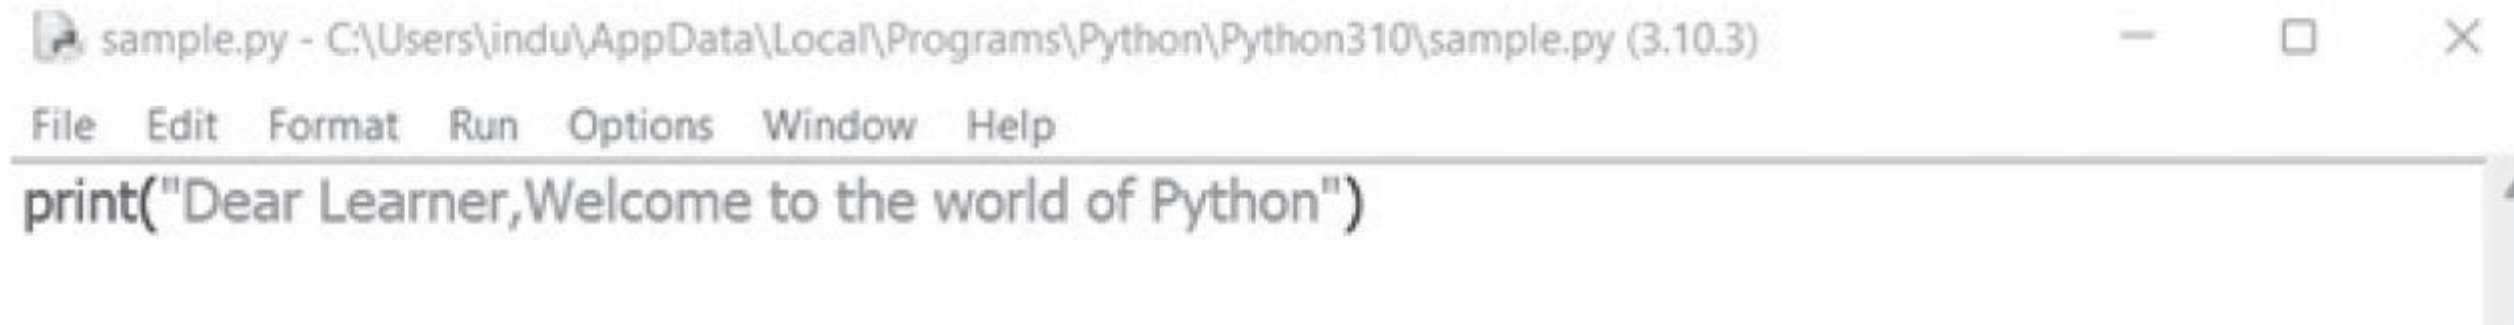 sample.py - C:\Users\indu\AppData\Local\Programs\Python\Python310\sample.py (3.10.3)
File Edit Format Run Options Window Help
print("Dear Learner,Welcome to the world of Python")